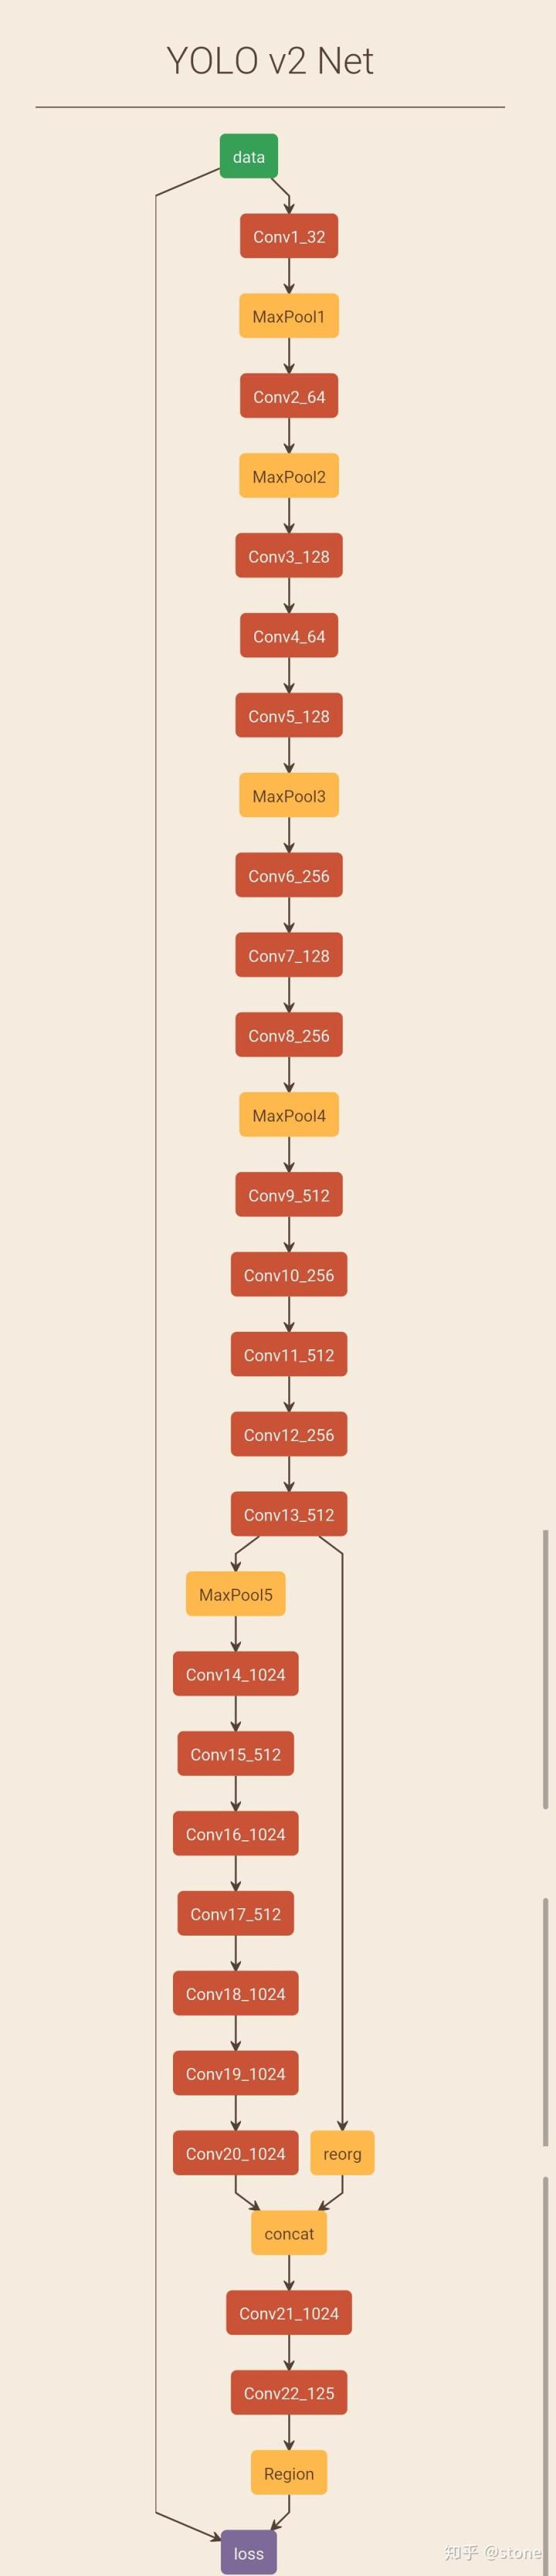 YOLO v2 Net
data
Conv1_32
MaxPool1
Conv2_64
MaxPool2
Conv3_128
Conv4_64
Conv5_128
MaxPool3
Conv6_256
Conv7_128
Conv8_256
MaxPool4
Conv9_512
Conv10_256
Conv11_512
Conv12_256
Conv13_512
MaxPool5
Conv14_1024
Conv15_512
Conv16_1024
Conv17_512
Conv18_1024
Conv19_1024
Conv20_1024 reorg
concat
Conv21_1024
Conv22_125
Region
loss
知乎 @stone